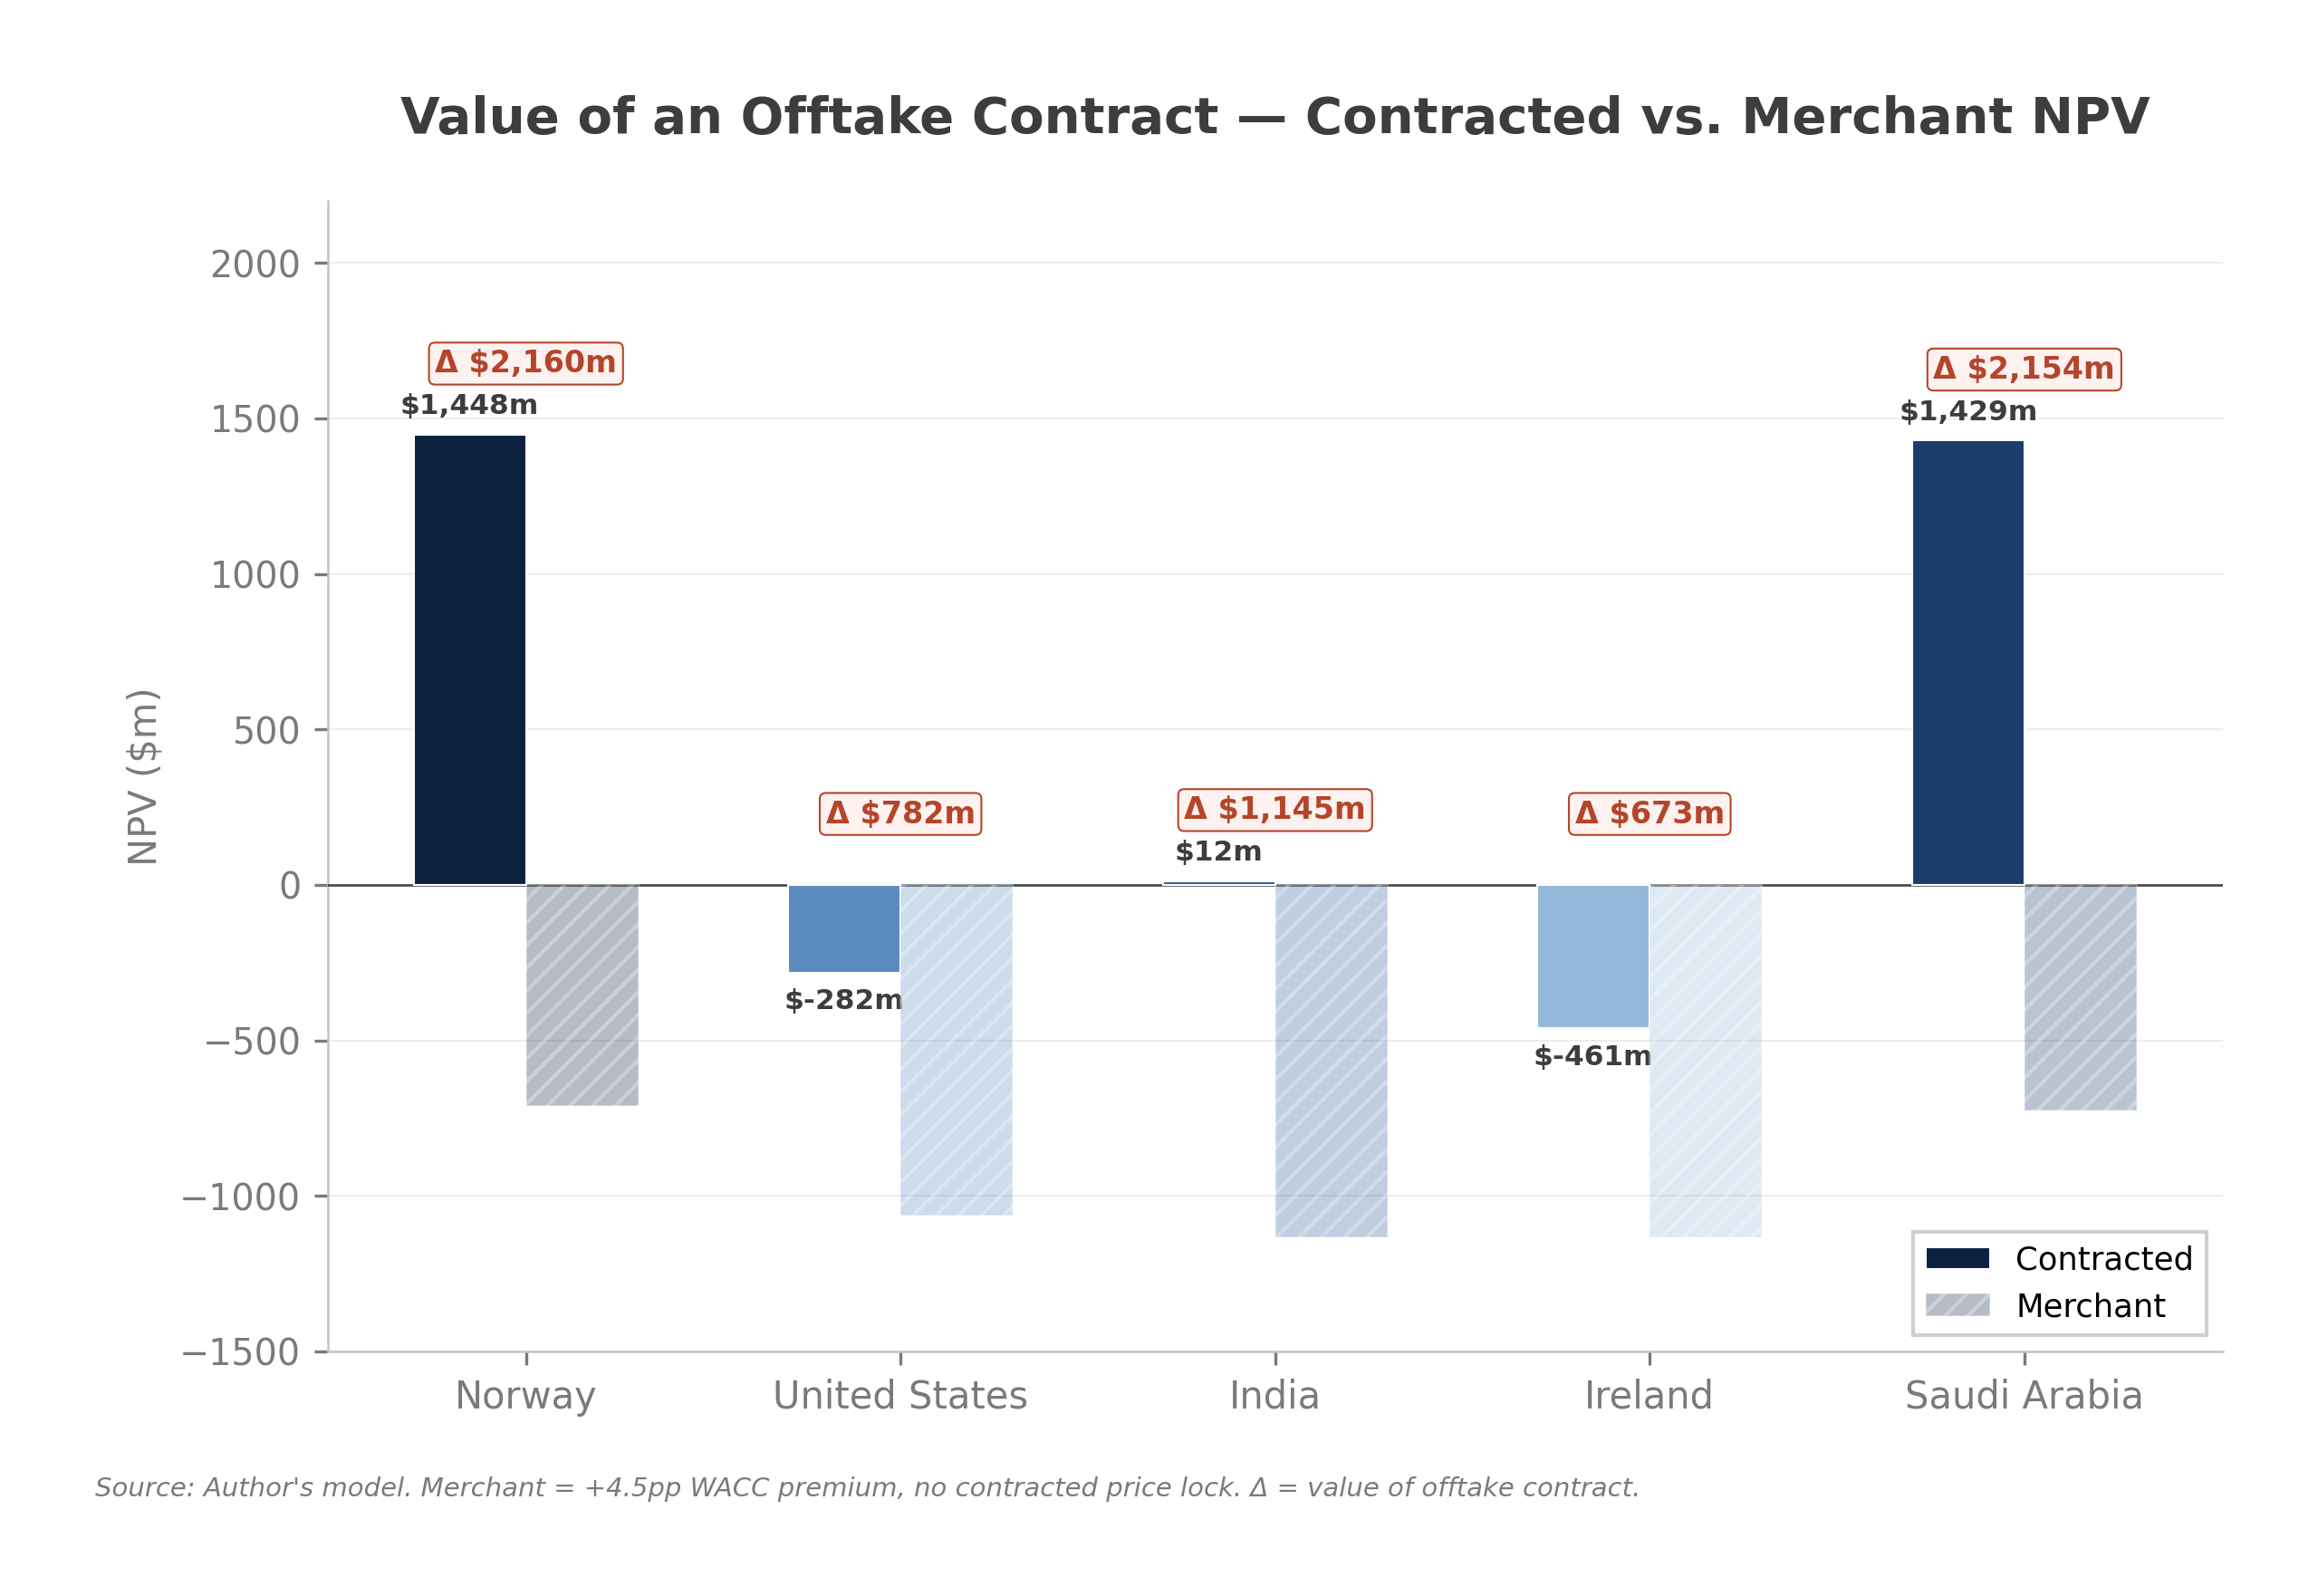 Value of an Offtake Contract — Contracted vs. Merchant NPV
NPV ($m)
2000
1500
1000
500
0
−500
−1000
−1500
Δ $2,160m
$1,448m
Δ $782m
$-282m
Δ $1,145m
$12m
Δ $673m
$-461m
Δ $2,154m
$1,429m
Contracted
Merchant
Norway
United States
India
Ireland
Saudi Arabia
Source: Author's model. Merchant = +4.5pp WACC premium, no contracted price lock. Δ = value of offtake contract.